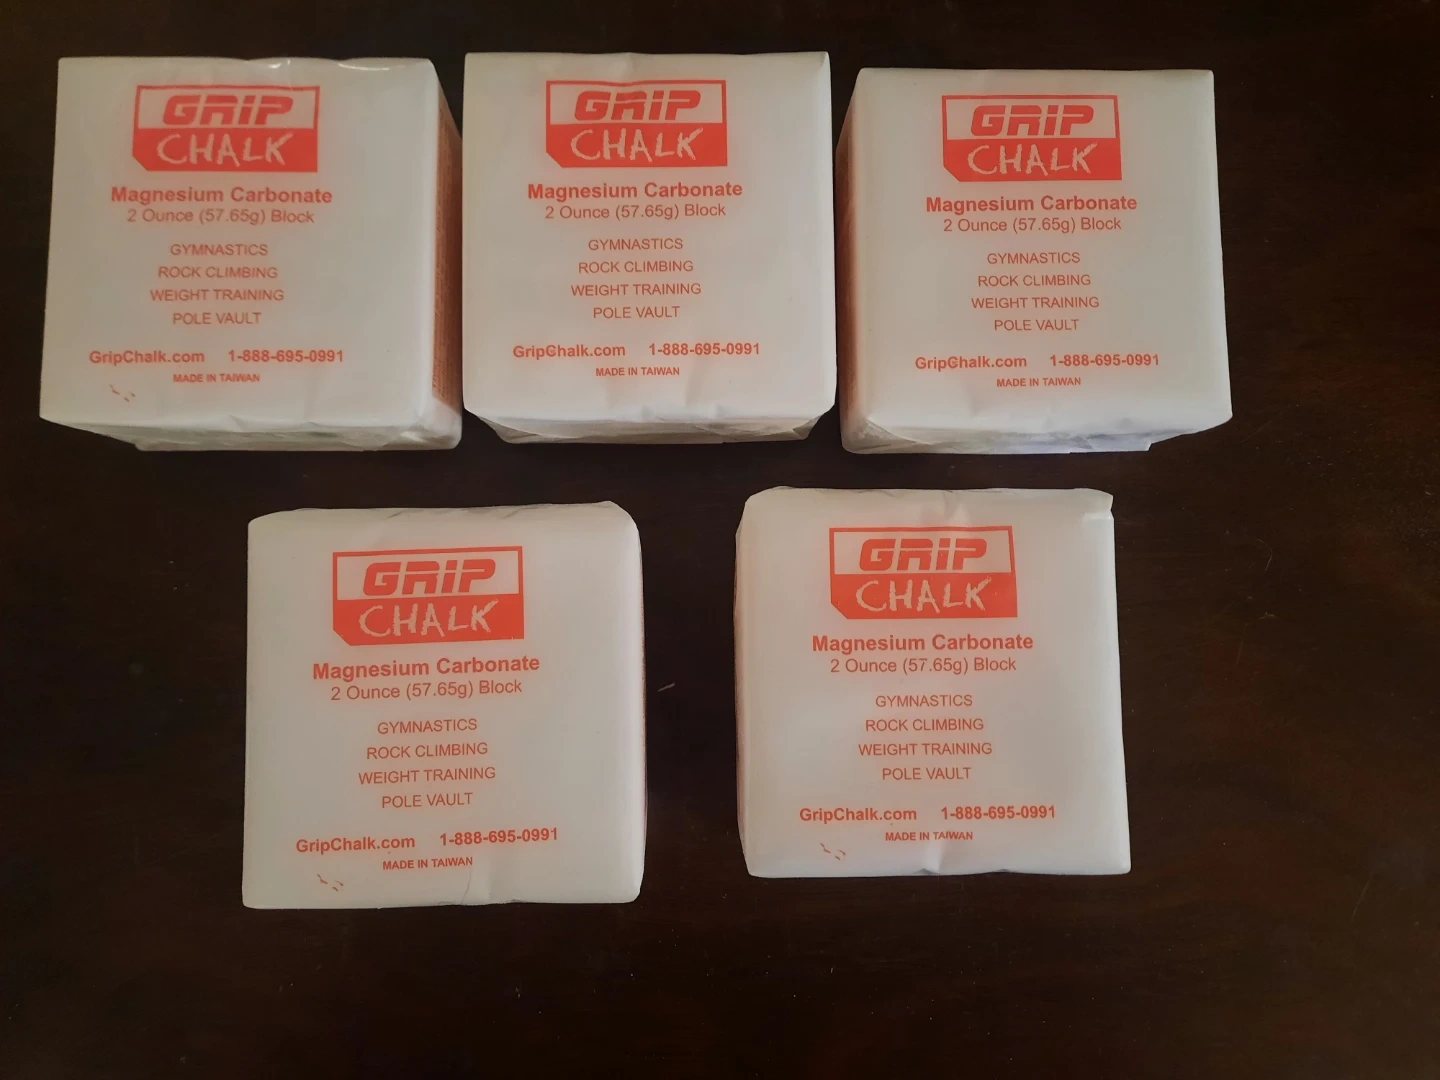 GRIP
CHALK
Magnesium Carbonate
2 Ounce (57.65g) Block
GYMNASTICS
ROCK CLIMBING
WEIGHT TRAINING
POLE VAULT
GripChalk.com 1-888-695-0991
MADE IN TAIWAN
GRIP
CHALK
Magnesium Carbonate
2 Ounce (57.65g) Block
GYMNASTICS
ROCK CLIMBING
WEIGHT TRAINING
POLE VAULT
GripChalk.com 1-888-695-0991
MADE IN TAIWAN
GRIP
CHALK
Magnesium Carbonate
2 Ounce (57.65g) Block
GYMNASTICS
ROCK CLIMBING
WEIGHT TRAINING
POLE VAULT
GripChalk.com 1-888-695-0991
MADE IN TAIWAN
GRIP
CHALK
Magnesium Carbonate
2 Ounce (57.65g) Block
GYMNASTICS
ROCK CLIMBING
WEIGHT TRAINING
POLE VAULT
GripChalk.com 1-888-695-0991
MADE IN TAIWAN
GRIP
CHALK
Magnesium Carbonate
2 Ounce (57.65g) Block
GYMNASTICS
ROCK CLIMBING
WEIGHT TRAINING
POLE VAULT
GripChalk.com 1-888-695-0991
MADE IN TAIWAN